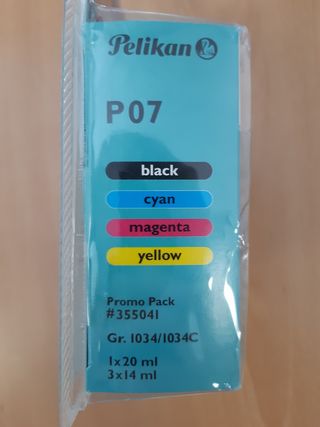 Pelikan
P07
black
cyan
magenta
yellow
Promo Pack
#355041
Gr. 1034/1034C
1x20 ml
3x14 ml